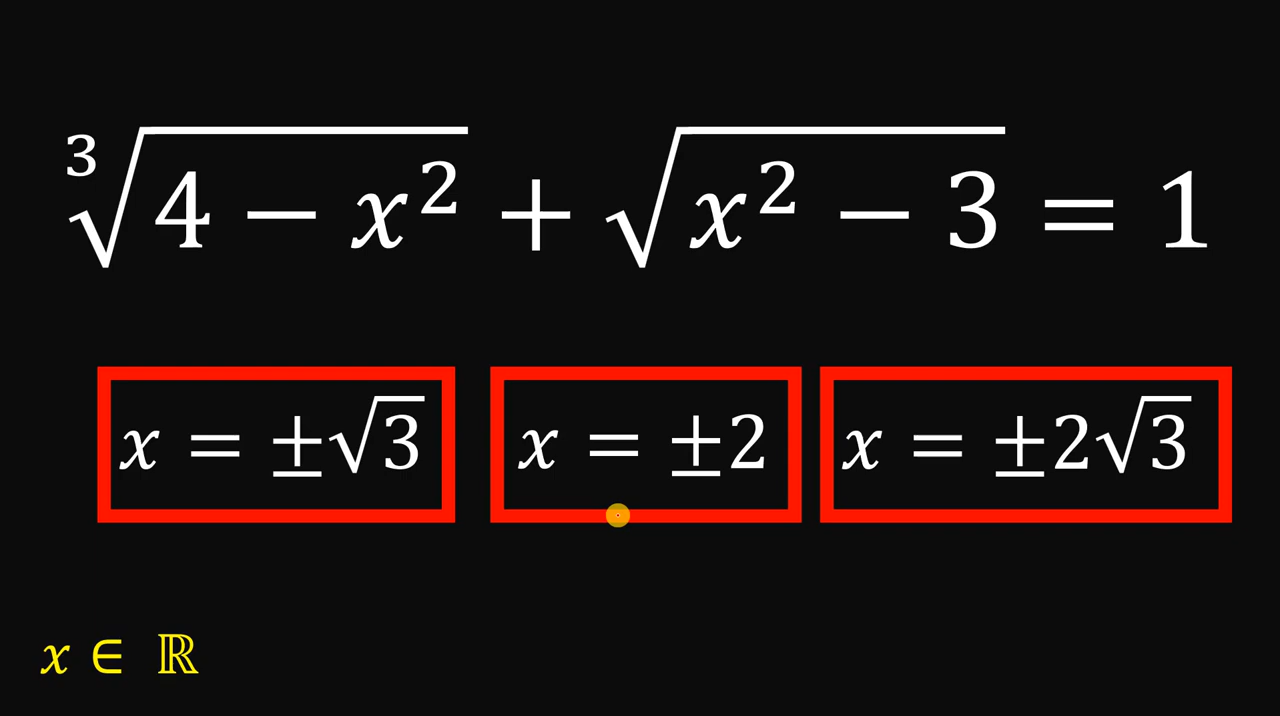 ∛(4 − x²) + √(x² − 3) = 1
x = ±√3 x = ±2 x = ±2√3
x ∈ ℝ